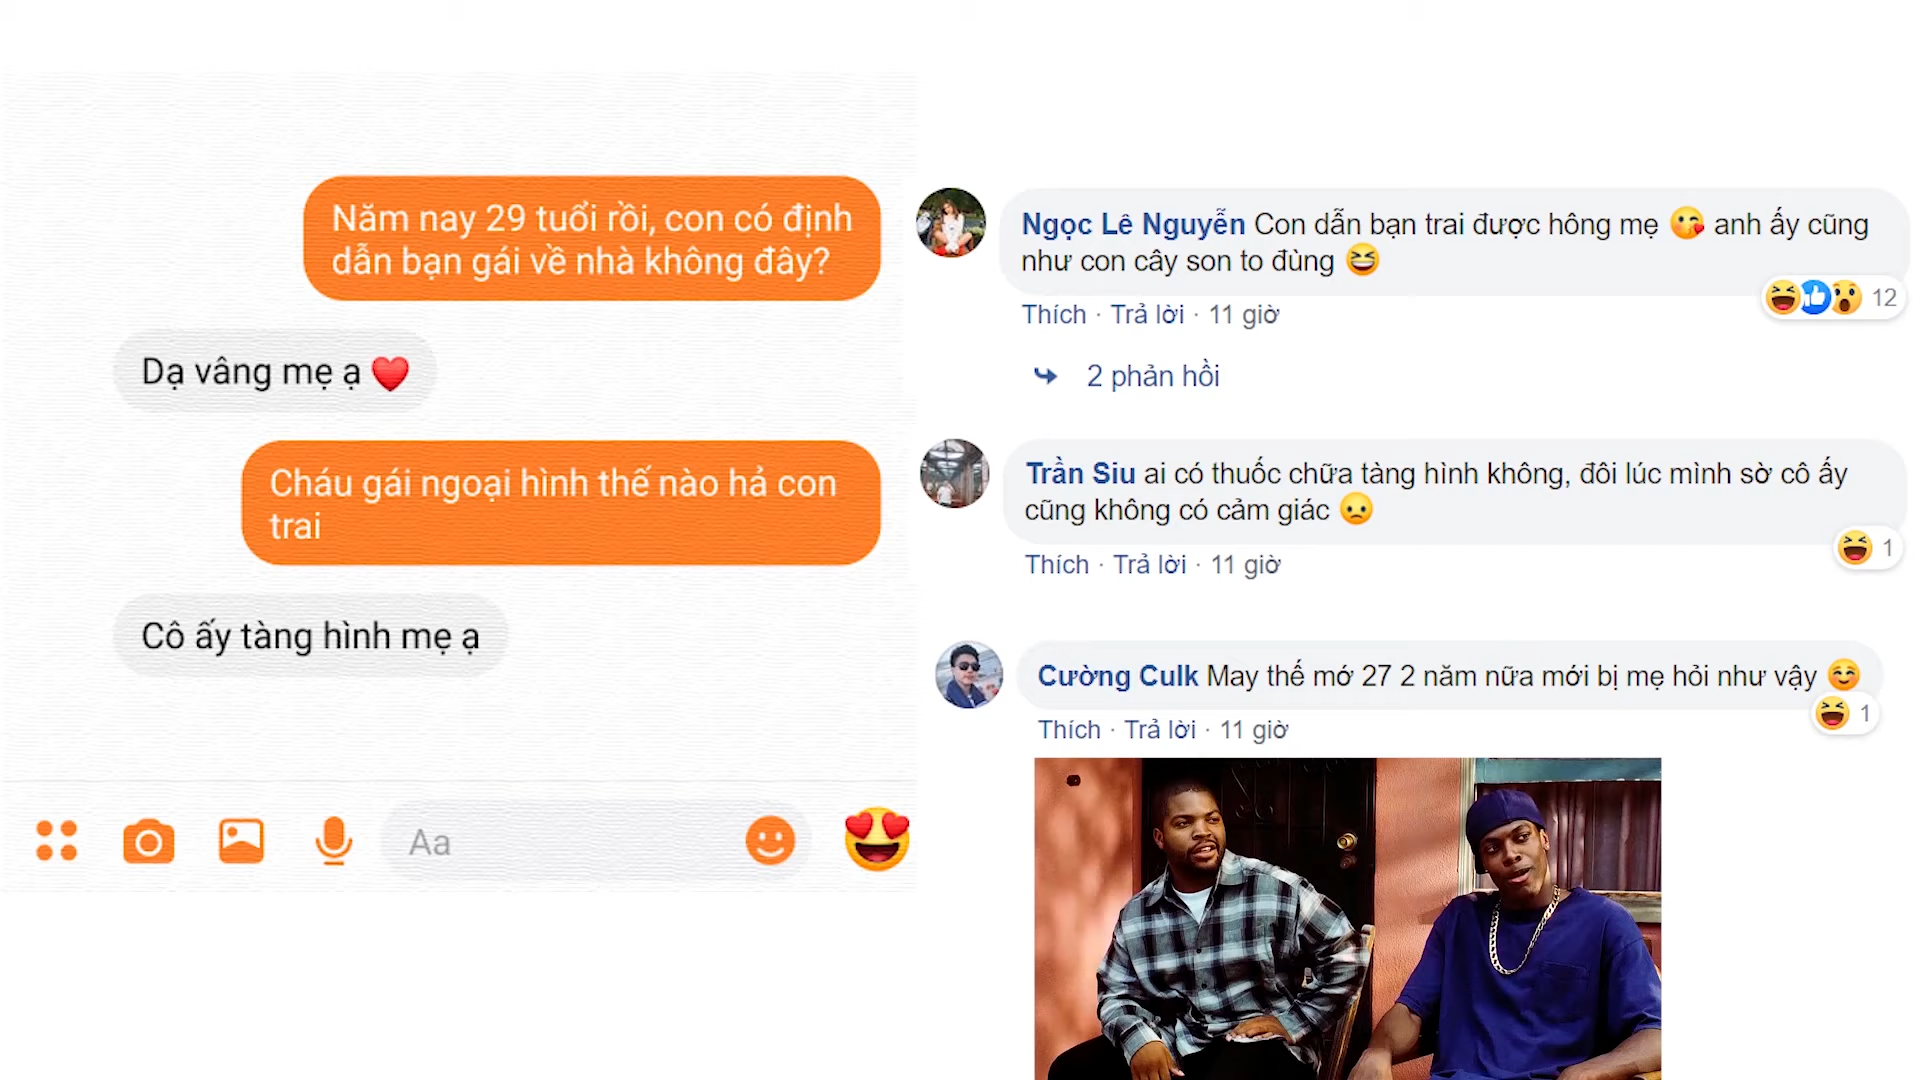 Năm nay 29 tuổi rồi, con có định
dẫn bạn gái về nhà không đây?
Dạ vâng mẹ ạ ❤️
Cháu gái ngoại hình thế nào hả con
trai
Cô ấy tàng hình mẹ ạ
Aa
Ngọc Lê Nguyễn Con dẫn bạn trai được hông mẹ 😘 anh ấy cũng
như con cây son to đùng 😆
12
Thích · Trả lời · 11 giờ
2 phản hồi
Trần Siu ai có thuốc chữa tàng hình không, đôi lúc mình sờ cô ấy
cũng không có cảm giác 😟
1
Thích · Trả lời · 11 giờ
Cường Culk May thế mớ 27 2 năm nữa mới bị mẹ hỏi như vậy ☺️
1
Thích · Trả lời · 11 giờ